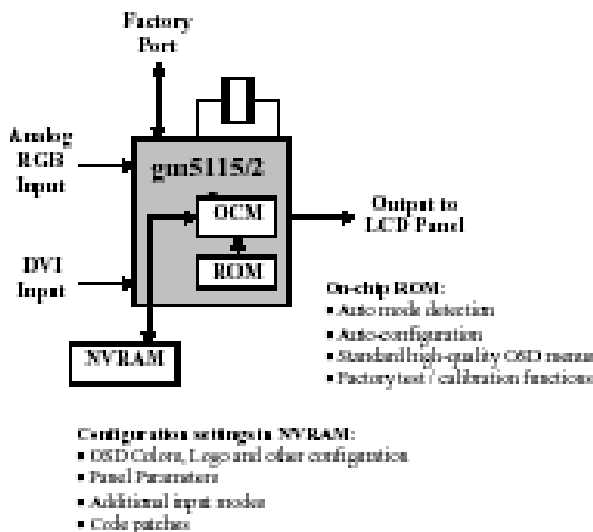 Factory
Port
Analog
RGB
Input
gm5115/2
OCM
Output to
LCD Panel
ROM
DVI
Input
On-chip ROM:
• Auto mode detection
• Auto-configuration
• Standard high-quality OSD menus
• Factory test / calibration functions
NVRAM
Configuration settings in NVRAM:
• OSD Colors, Logo and other configuration
• Panel Parameters
• Additional input modes
• Code patches